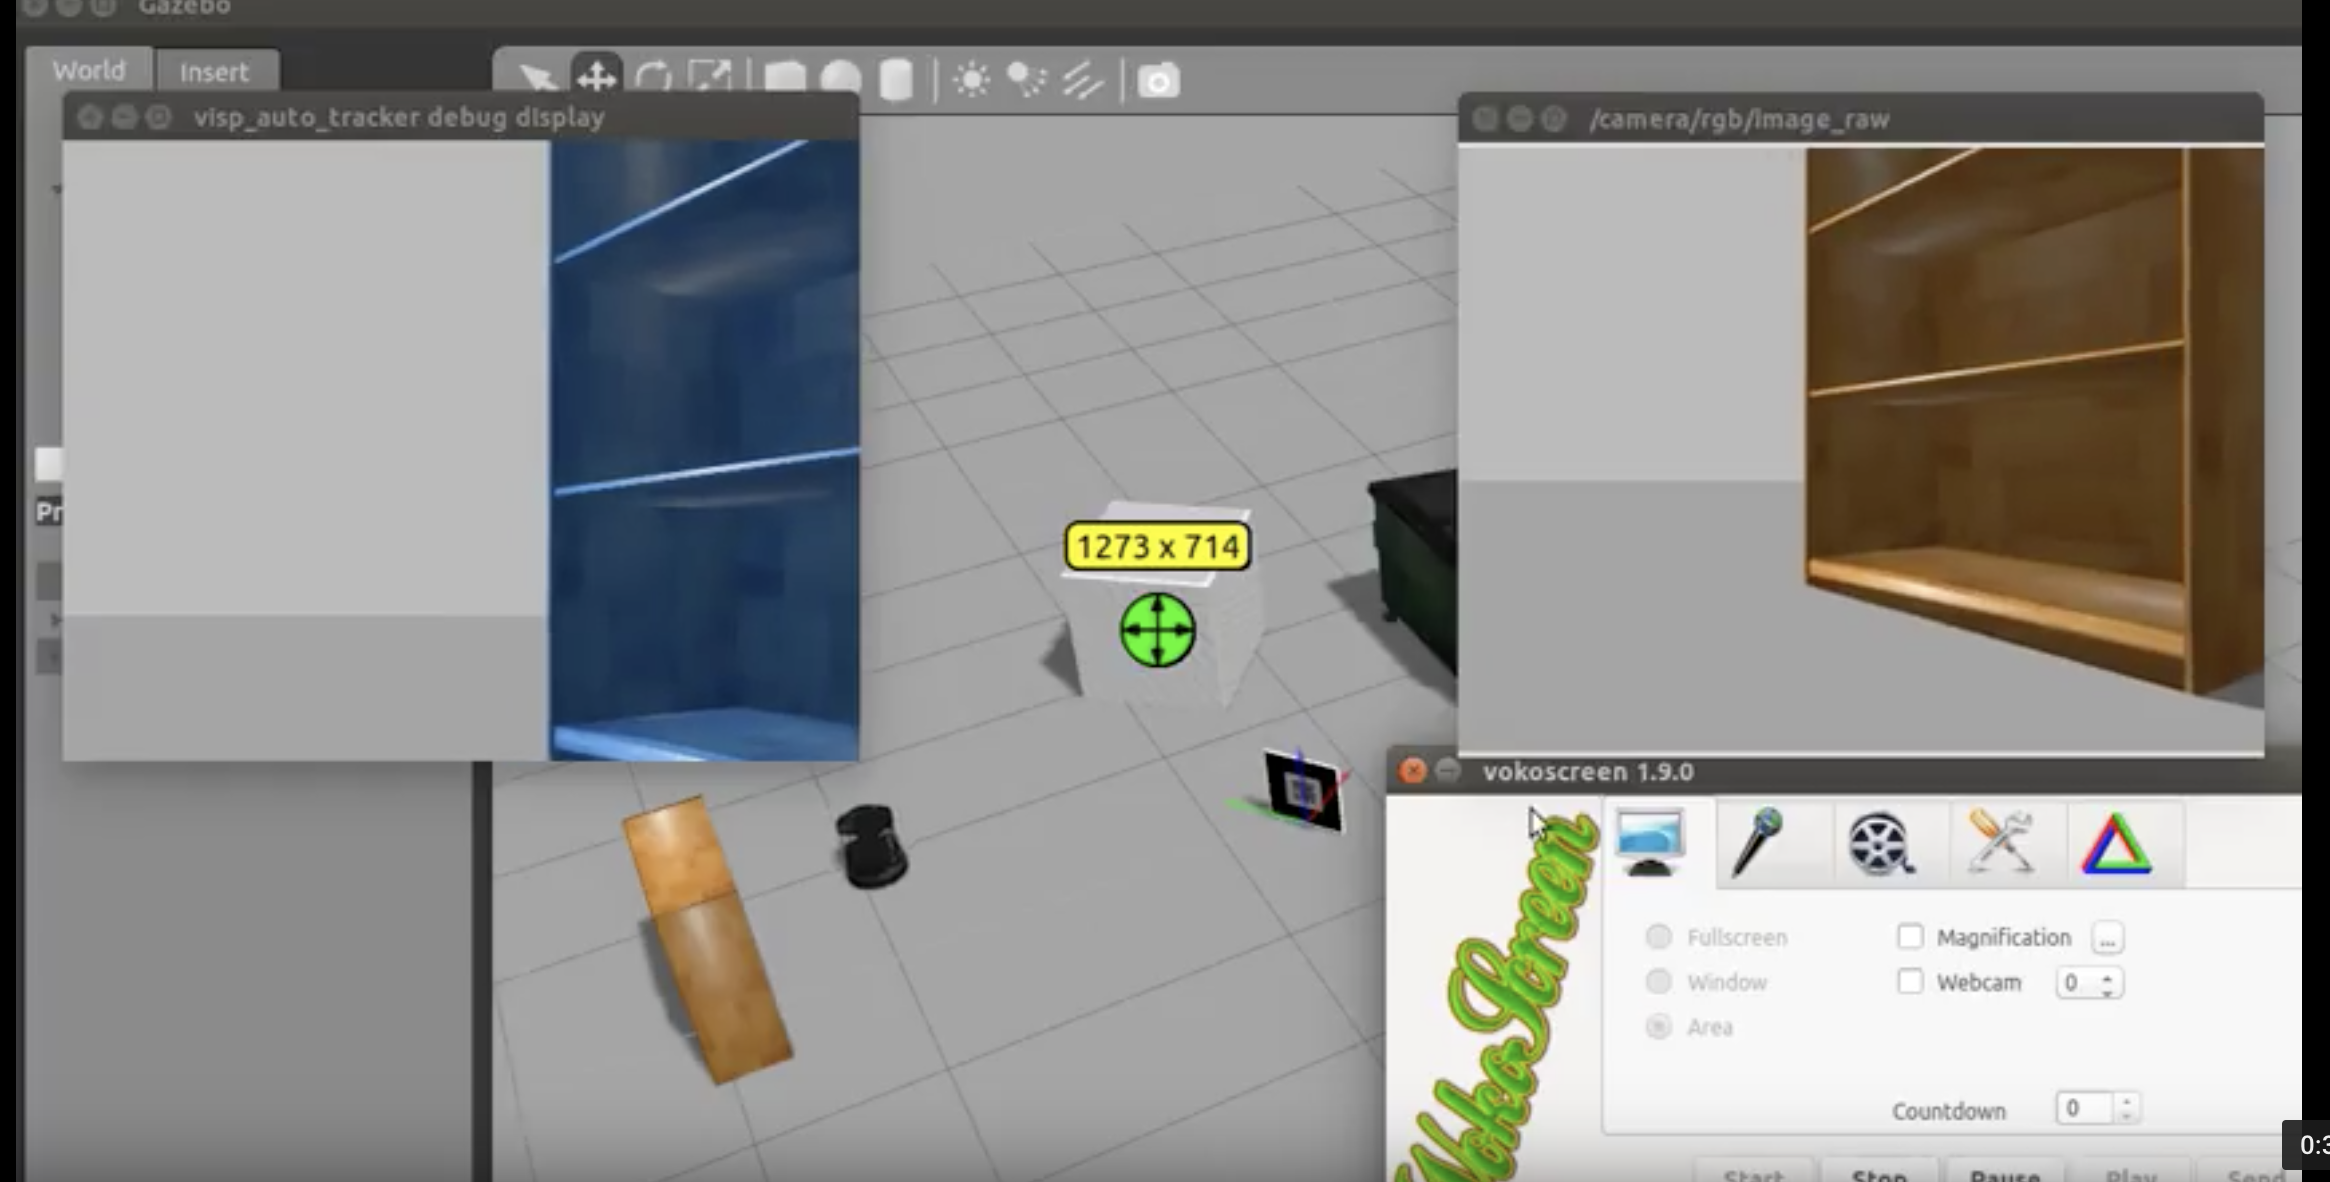 Gazebo
World
Insert
visp_auto_tracker debug display
/camera/rgb/image_raw
Pr
1273 x 714
vokoscreen 1.9.0
VokoScreen
Fullscreen
Magnification
...
Window
Webcam
0
Area
Countdown
0
Start
Stop
Pause
Play
Send
0:3